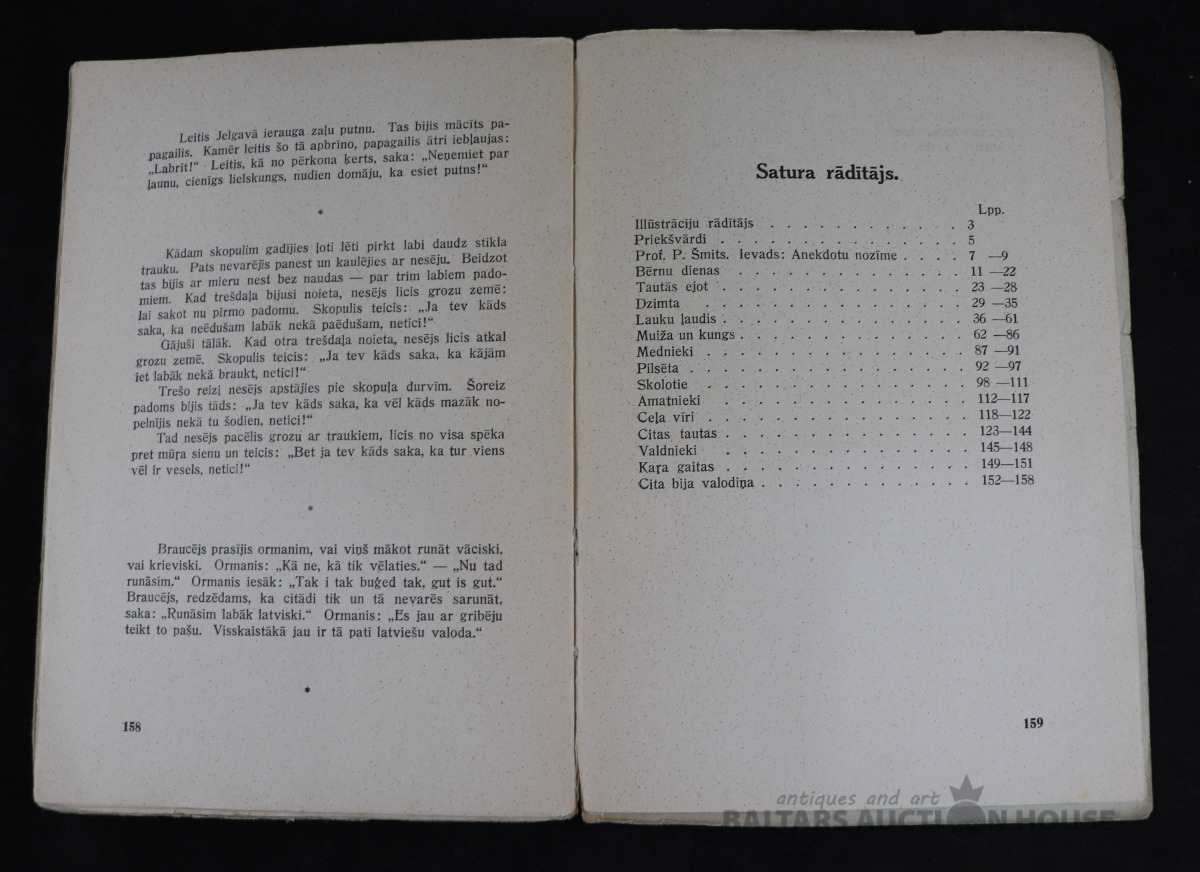 Leitis Jelgavā ierauga zaļu putnu. Tas bijis mācīts pa-
pagailis. Kamēr leitis šo tā apbrīno, papagailis ātri iebļaujas:
„Labrīt!“ Leitis, kā no pērkona ķerts, saka: „Neņemiet par
ļaunu, cienīgs lielskungs, nudien domāju, ka esiet putns!“
*
Kādam skopulim gadījies ļoti lēti pirkt labi daudz stikla
trauku. Pats nevarējis panest un kaulējies ar nesēju. Beidzot
tas bijis ar mieru nest bez naudas — par trim labiem pado-
miem. Kad trešdaļa bijusi noieta, nesējs licis grozu zemē:
lai sakot nu pirmo padomu. Skopulis teicis: „Ja tev kāds
saka, ka neēdušam labāk nekā paēdušam, netici!“
Gājuši tālāk. Kad otra trešdaļa noieta, nesējs licis atkal
grozu zemē. Skopulis teicis: „Ja tev kāds saka, ka kājām
iet labāk nekā braukt, netici!“
Trešo reizi nesējs apstājies pie skopuļa durvīm. Šoreiz
padoms bijis tāds: „Ja tev kāds saka, ka vēl kāds mazāk no-
pelnījis nekā tu šodien, netici!“
Tad nesējs pacēlis grozu ar traukiem, licis no visa spēka
pret mūŗa sienu un teicis: „Bet ja tev kāds saka, ka tur viens
vēl ir vesels, netici!“
*
Braucējs prasījis ormanim, vai viņš mākot runāt vāciski,
vai krieviski. Ormanis: „Kā ne, kā tik vēlaties.“ — „Nu tad
runāsim.“ Ormanis iesāk: „Tak i tak buģed tak, gut is gut.“
Braucējs, redzēdams, ka citādi tik un tā nevarēs sarunāt,
saka: „Runāsim labāk latviski.“ Ormanis: „Es jau ar gribēju
teikt to pašu. Visskaistākā jau ir tā pati latviešu valoda.“
*
158
Satura rādītājs.
Lpp.
Illūstrāciju rādītājs . . . . . . . . . . 3
Priekšvārdi . . . . . . . . . . . . . 5
Prof. P. Šmits. Ievads: Anekdotu nozīme . . . . 7 —9
Bērnu dienas . . . . . . . . . . . . 11 —22
Tautās ejot . . . . . . . . . . . . . 23 —28
Dzimta . . . . . . . . . . . . . 29 —35
Lauku ļaudis . . . . . . . . . . . . . 36 —61
Muiža un kungs . . . . . . . . . . . . 62 —86
Mednieki . . . . . . . . . . . . . . 87 —91
Pilsēta . . . . . . . . . . . . . . . 92 —97
Skolotie . . . . . . . . . . . . . . 98 —111
Amatnieki . . . . . . . . . . . . . 112—117
Ceļa vīri . . . . . . . . . . . . . . 118—122
Citas tautas . . . . . . . . . . . . . 123—144
Valdnieki . . . . . . . . . . . . . 145—148
Kaŗa gaitas . . . . . . . . . . . . . 149—151
Cita bija valodiņa . . . . . . . . . . . 152—158
159
antiques and art
BALTARS AUCTION HOUSE